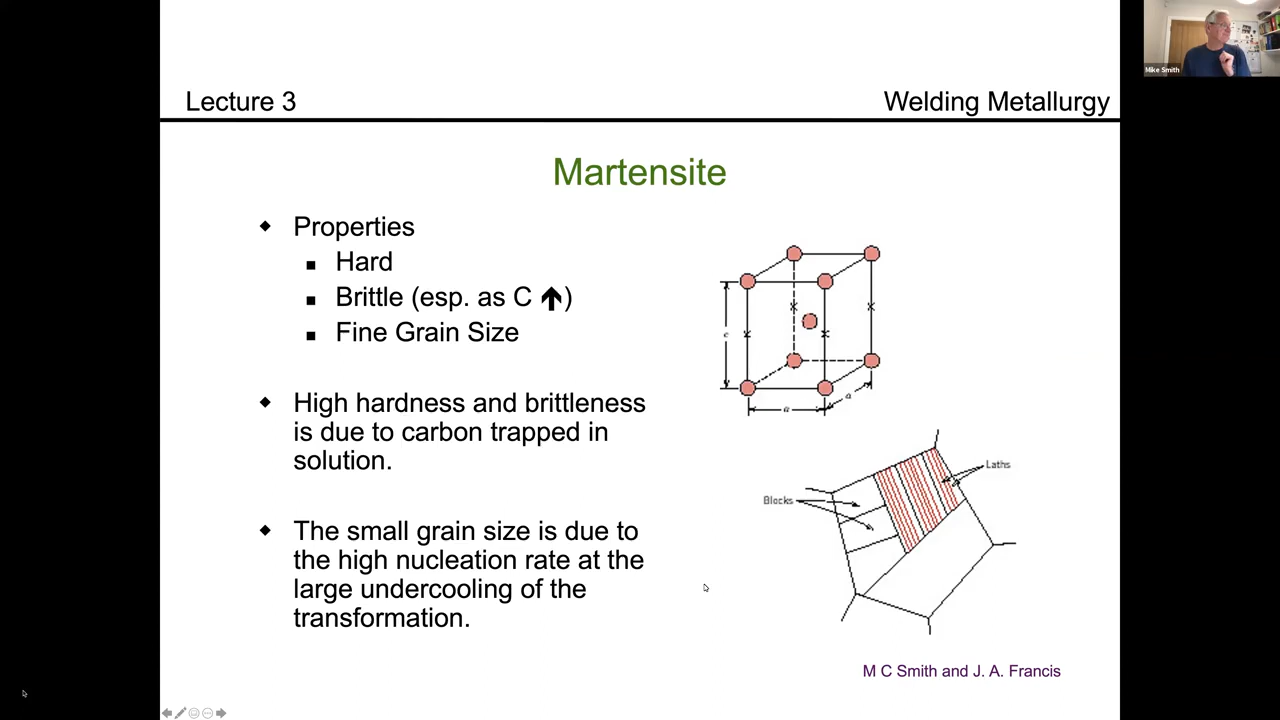 Mike Smith
Lecture 3
Welding Metallurgy
Martensite
Properties
Hard
Brittle (esp. as C ↑)
Fine Grain Size
High hardness and brittleness
is due to carbon trapped in
solution.
The small grain size is due to
the high nucleation rate at the
large undercooling of the
transformation.
c
a
a
Laths
Blocks
M C Smith and J. A. Francis